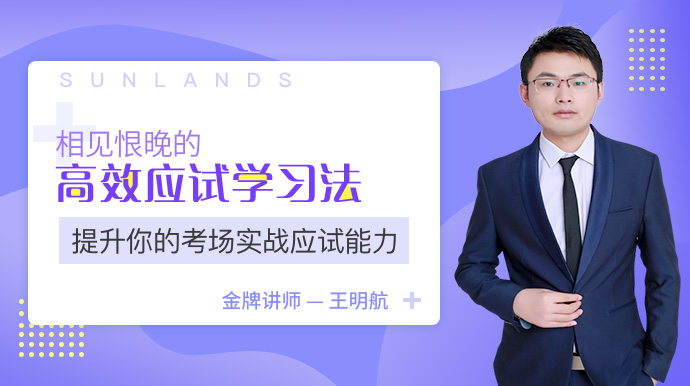 SUNLANDS
相见恨晚的
高效应试学习法
提升你的考场实战应试能力
金牌讲师 — 王明航